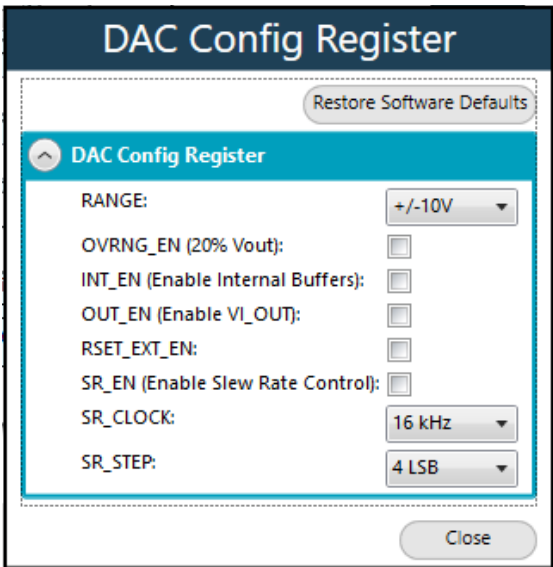 DAC Config Register
Restore Software Defaults
DAC Config Register
RANGE: +/-10V
OVRNG_EN (20% Vout):
INT_EN (Enable Internal Buffers):
OUT_EN (Enable VI_OUT):
RSET_EXT_EN:
SR_EN (Enable Slew Rate Control):
SR_CLOCK: 16 kHz
SR_STEP: 4 LSB
Close